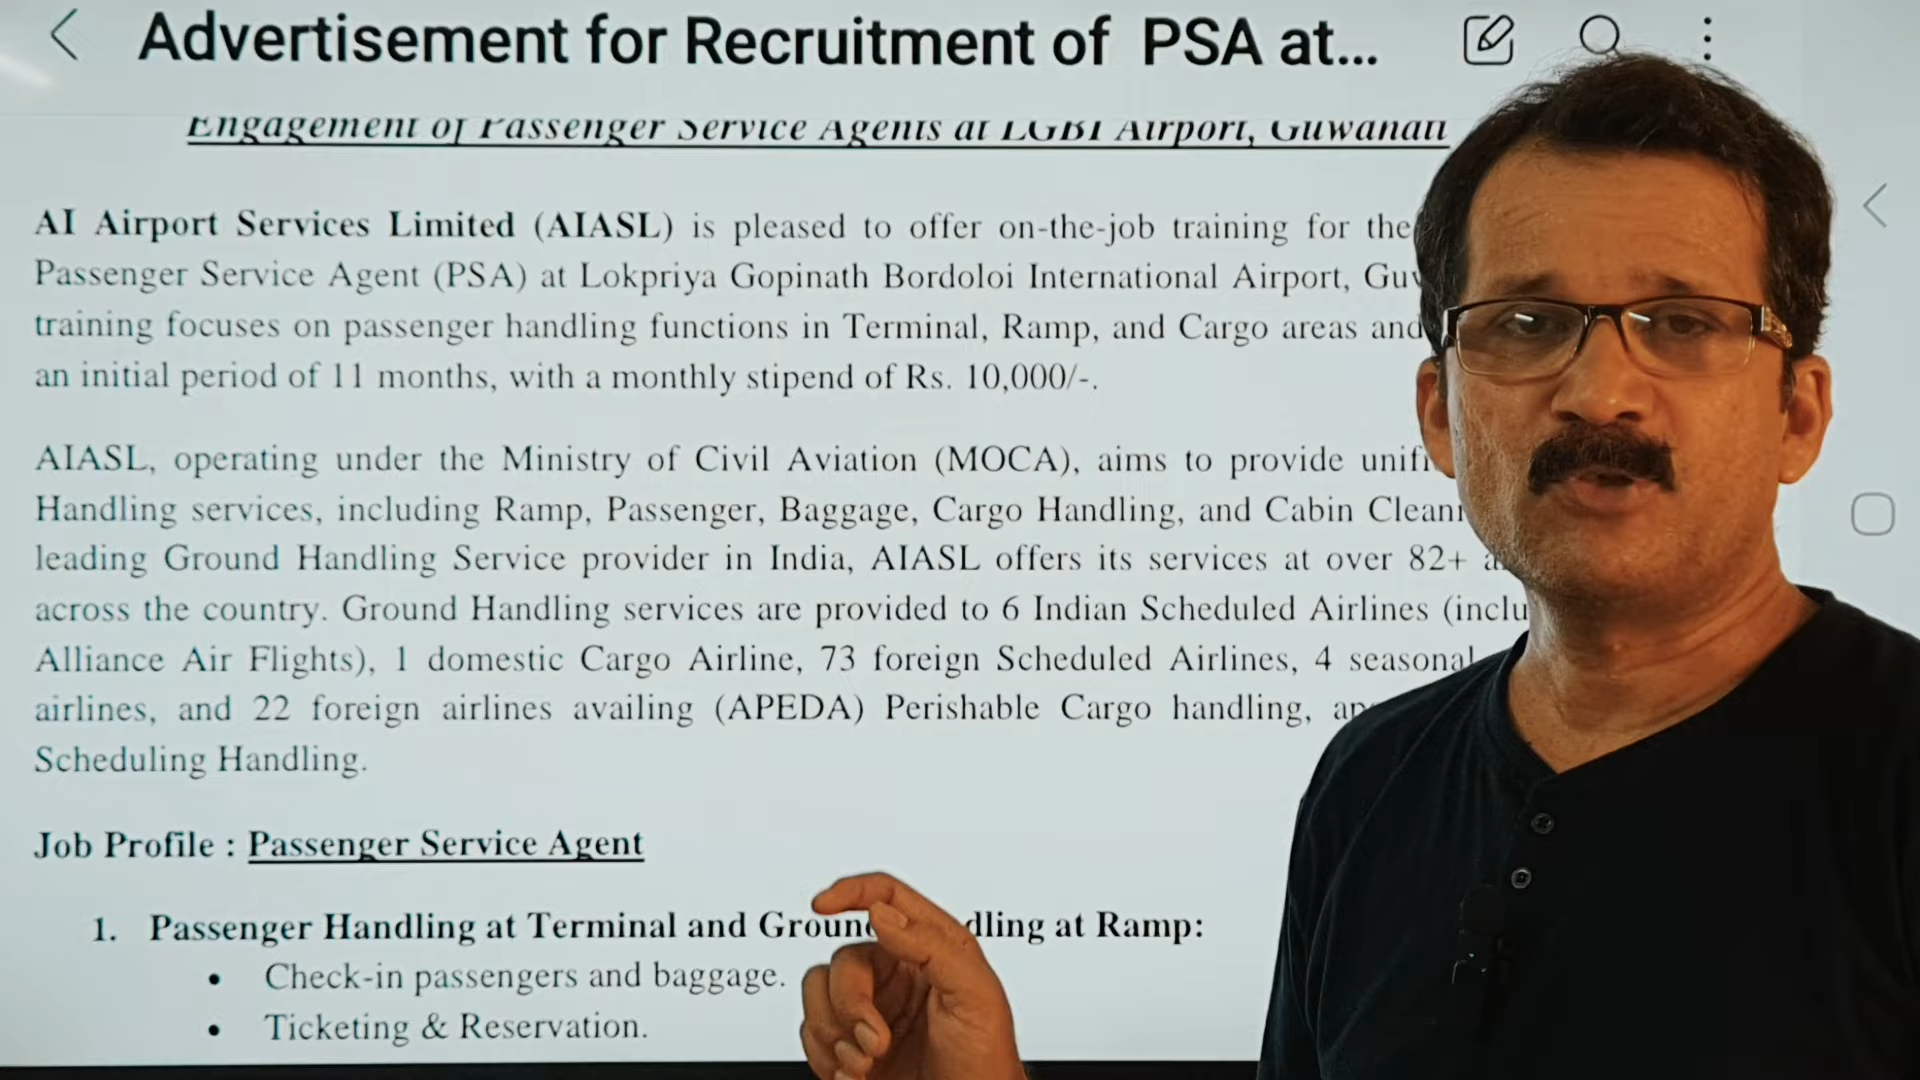 Advertisement for Recruitment of PSA at...
Engagement of Passenger Service Agents at LGBI Airport, Guwahati
AI Airport Services Limited (AIASL) is pleased to offer on-the-job training for the
Passenger Service Agent (PSA) at Lokpriya Gopinath Bordoloi International Airport,
training focuses on passenger handling functions in Terminal, Ramp, and Cargo areas and
an initial period of 11 months, with a monthly stipend of Rs. 10,000/-.
AIASL, operating under the Ministry of Civil Aviation (MOCA), aims to provide
Handling services, including Ramp, Passenger, Baggage, Cargo Handling, and Cabin
leading Ground Handling Service provider in India, AIASL offers its services at over 82+
across the country. Ground Handling services are provided to 6 Indian Scheduled Airlines
Alliance Air Flights), 1 domestic Cargo Airline, 73 foreign Scheduled Airlines, 4 seasonal
airlines, and 22 foreign airlines availing (APEDA) Perishable Cargo handling,
Scheduling Handling.
Job Profile : Passenger Service Agent
1. Passenger Handling at Terminal and Ground Handling at Ramp:
• Check-in passengers and baggage.
• Ticketing & Reservation.